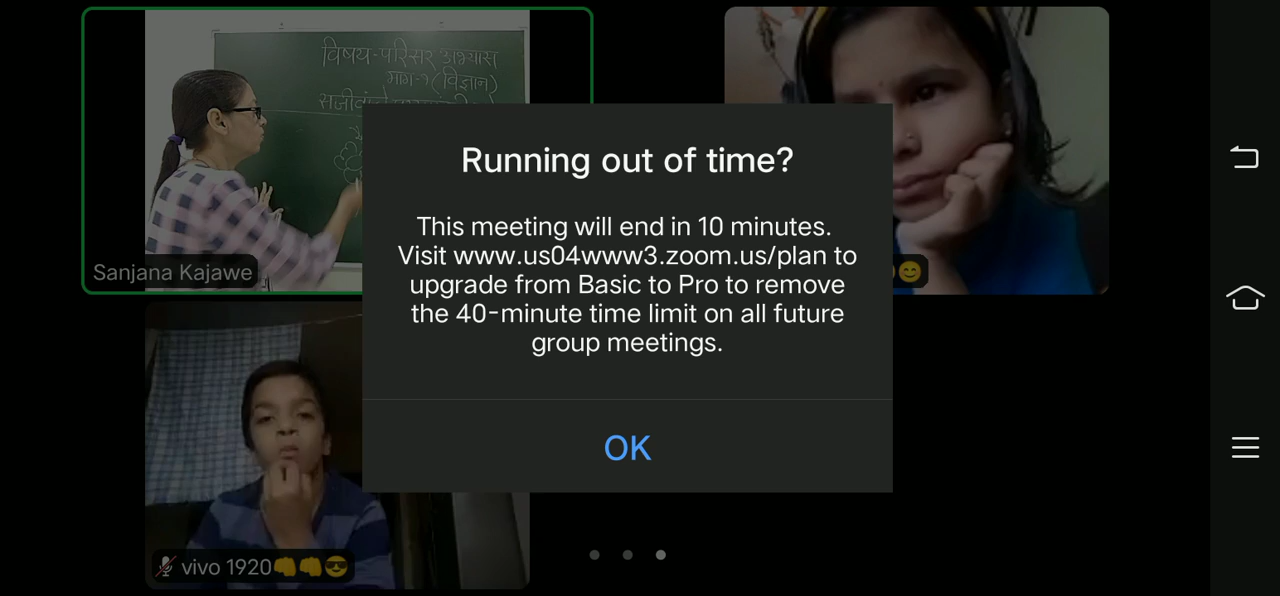 विषय-परिसर अभ्यास
भाग-१ (विज्ञान)
Sanjana Kajawe
Running out of time?
This meeting will end in 10 minutes.
Visit www.us04www3.zoom.us/plan to
upgrade from Basic to Pro to remove
the 40-minute time limit on all future
group meetings.
OK
😊
vivo 1920👊👊😎